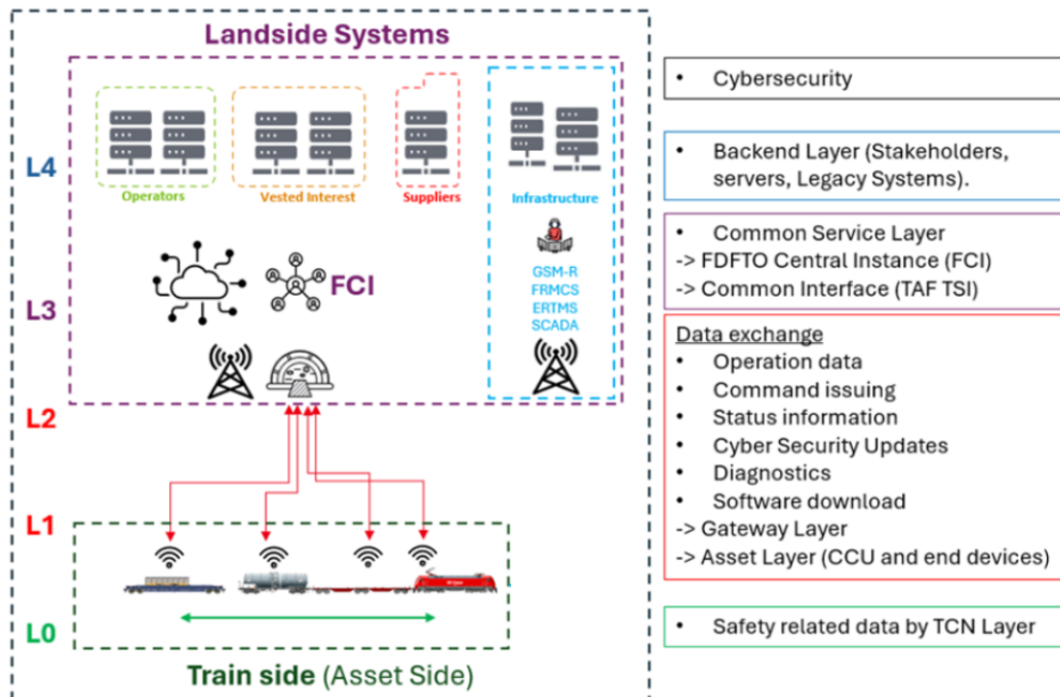 Landside Systems
L4
Operators
Vested Interest
Suppliers
Infrastructure
L3
FCI
GSM-R
FRMCS
ERTMS
SCADA
L2
L1
L0
Train side (Asset Side)
• Cybersecurity
• Backend Layer (Stakeholders,
servers, Legacy Systems).
• Common Service Layer
-> FDFTO Central Instance (FCI)
-> Common Interface (TAF TSI)
Data exchange
• Operation data
• Command issuing
• Status information
• Cyber Security Updates
• Diagnostics
• Software download
-> Gateway Layer
-> Asset Layer (CCU and end devices)
• Safety related data by TCN Layer